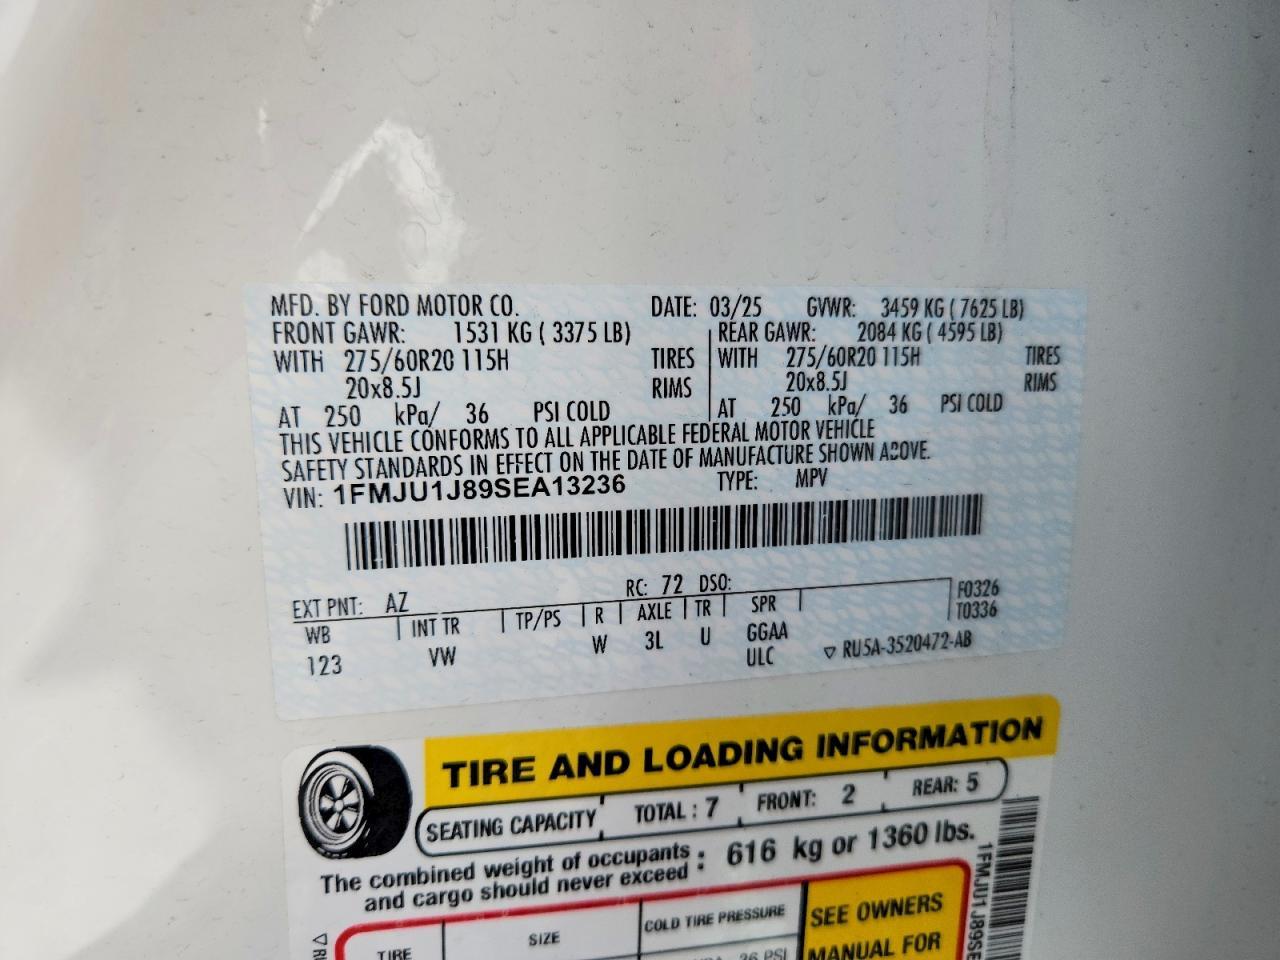 MFD. BY FORD MOTOR CO. DATE: 03/25 GVWR: 3459 KG ( 7625 LB)
FRONT GAWR: 1531 KG ( 3375 LB) REAR GAWR: 2084 KG ( 4595 LB)
WITH 275/60R20 115H TIRES WITH 275/60R20 115H TIRES
20x8.5J RIMS 20x8.5J RIMS
AT 250 kPa/ 36 PSI COLD AT 250 kPa/ 36 PSI COLD
THIS VEHICLE CONFORMS TO ALL APPLICABLE FEDERAL MOTOR VEHICLE
SAFETY STANDARDS IN EFFECT ON THE DATE OF MANUFACTURE SHOWN ABOVE.
VIN: 1FMJU1J89SEA13236 TYPE: MPV
EXT PNT: AZ RC: 72 DSO: F0326
WB INT TR TP/PS R AXLE TR SPR T0336
123 VW W 3L U GGAA
ULC ▽ RU5A-3520472-AB
TIRE AND LOADING INFORMATION
SEATING CAPACITY TOTAL : 7 FRONT: 2 REAR: 5
The combined weight of occupants
and cargo should never exceed : 616 kg or 1360 lbs.
TIRE SIZE COLD TIRE PRESSURE SEE OWNERS
36 PSI MANUAL FOR
1FMJU1J89SE